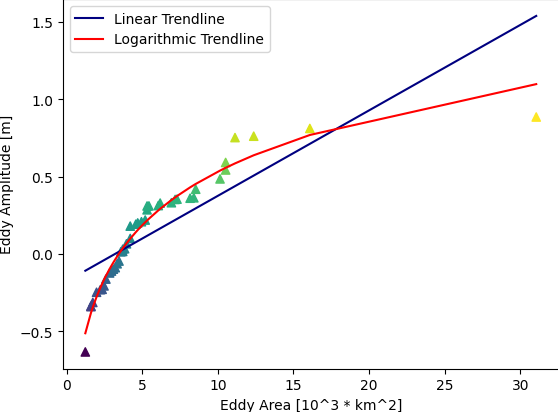 Linear Trendline
Logarithmic Trendline
Eddy Amplitude [m]
1.5
1.0
0.5
0.0
−0.5
0 5 10 15 20 25 30
Eddy Area [10^3 * km^2]